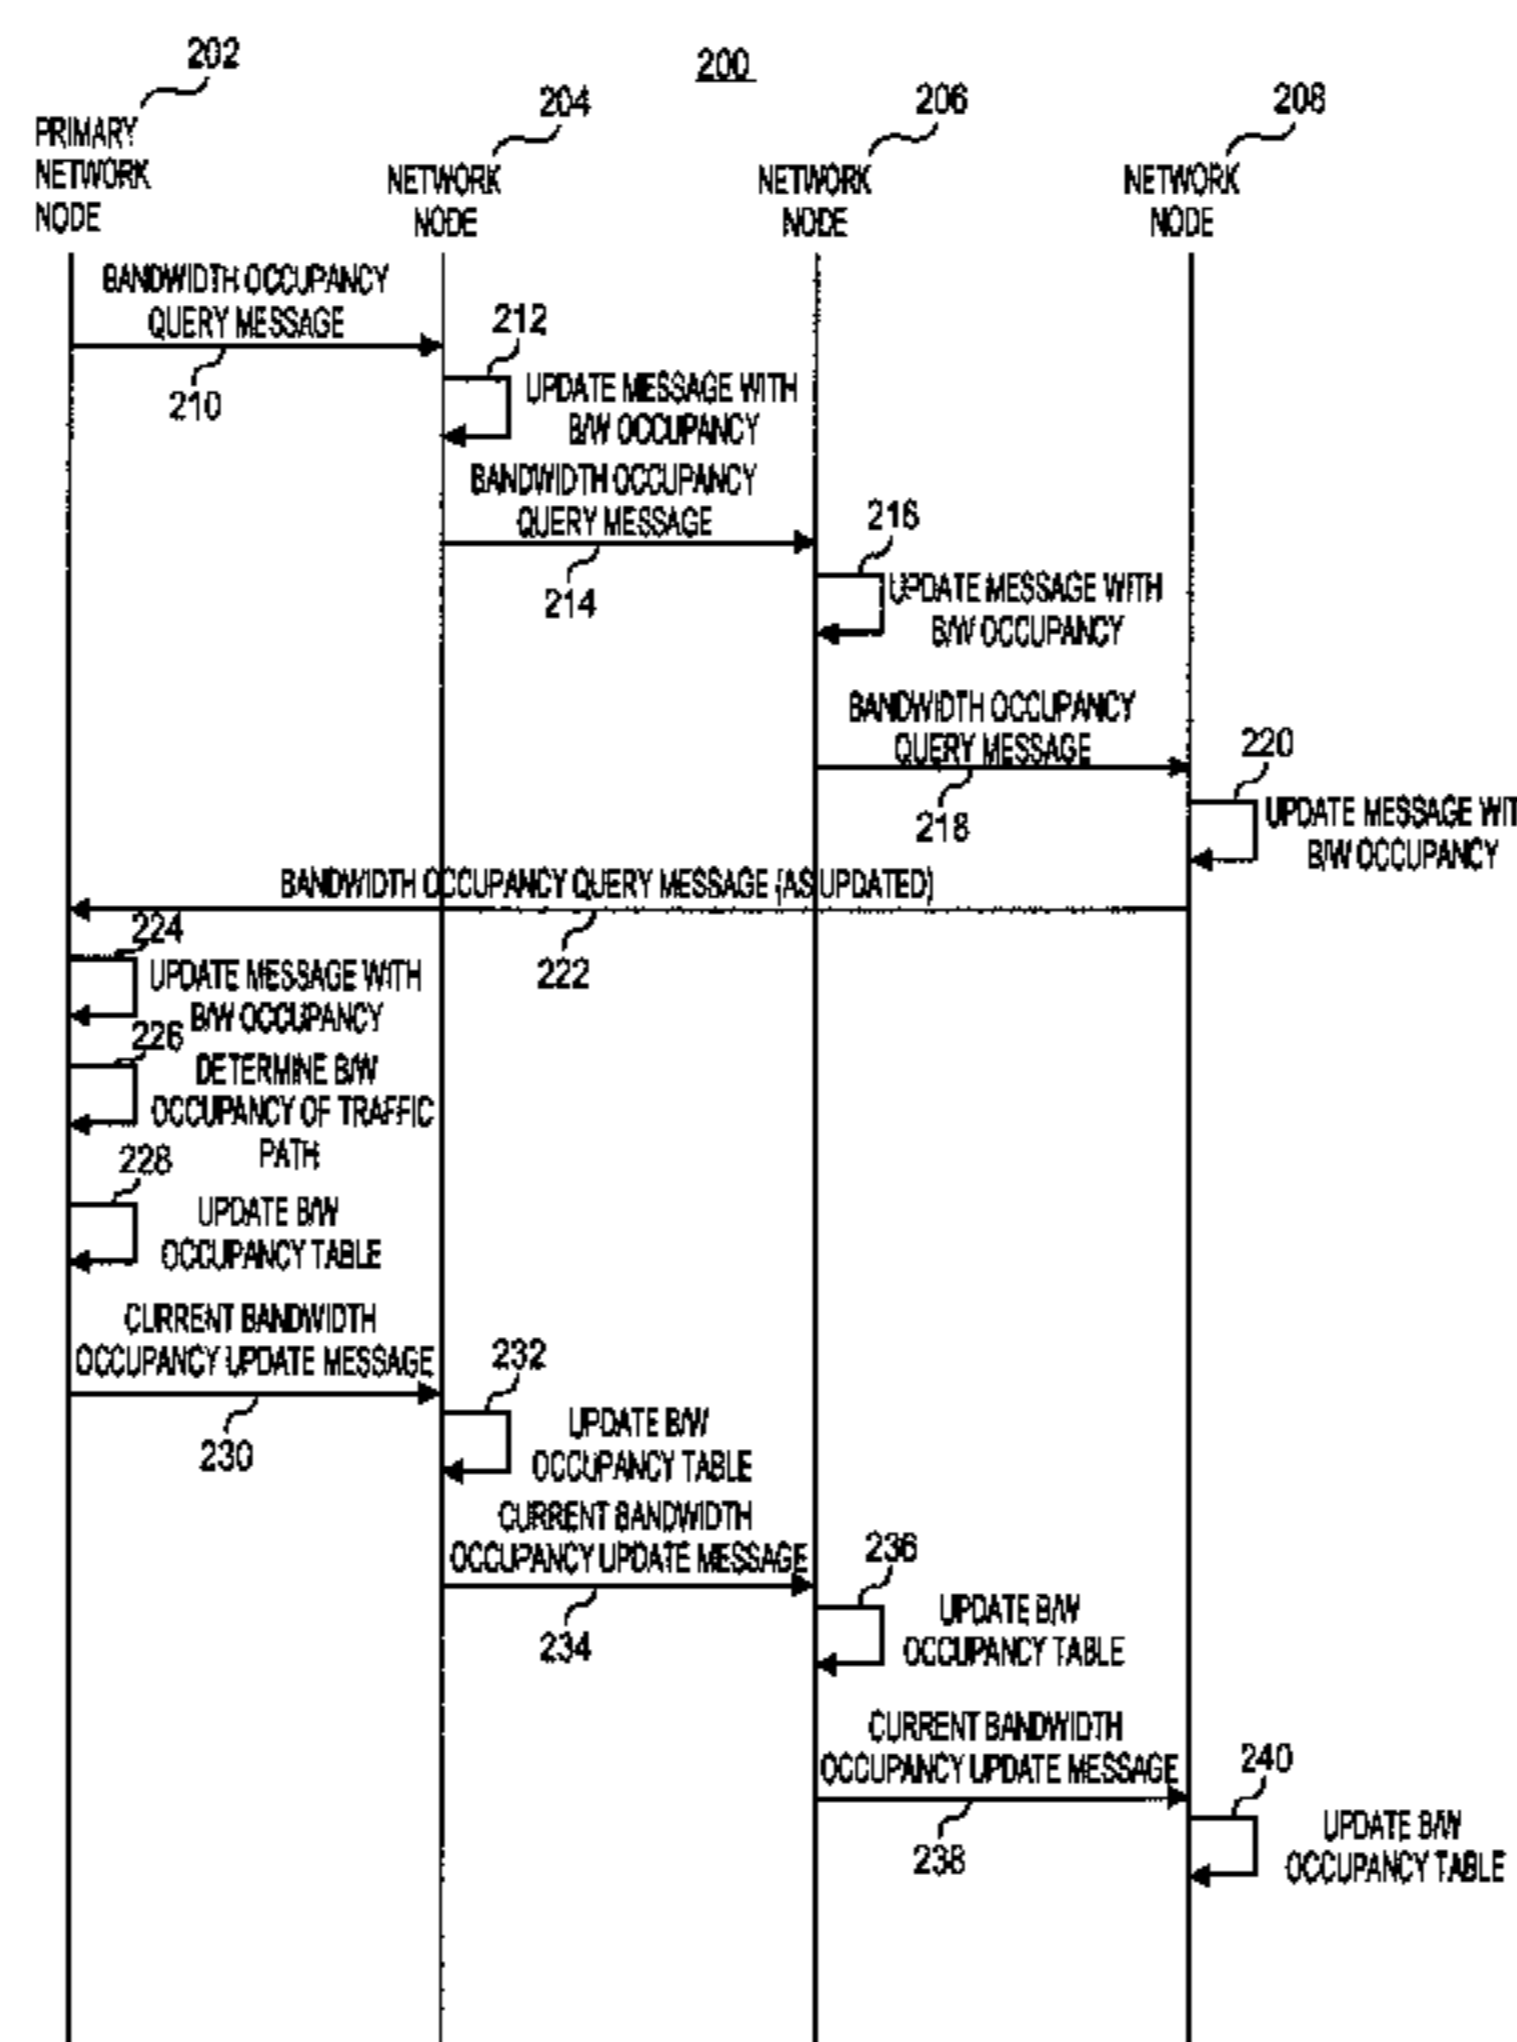 200
202
PRIMARY
NETWORK
NODE
204
NETWORK
NODE
206
NETWORK
NODE
208
NETWORK
NODE
BANDWIDTH OCCUPANCY
QUERY MESSAGE
210
212
UPDATE MESSAGE WITH
B/W OCCUPANCY
BANDWIDTH OCCUPANCY
QUERY MESSAGE
214
216
UPDATE MESSAGE WITH
B/W OCCUPANCY
BANDWIDTH OCCUPANCY
QUERY MESSAGE
218
220
UPDATE MESSAGE WIT
B/W OCCUPANCY
BANDWIDTH OCCUPANCY QUERY MESSAGE (AS UPDATED)
222
224
UPDATE MESSAGE WITH
B/W OCCUPANCY
226
DETERMINE B/W
OCCUPANCY OF TRAFFIC
PATH
228
UPDATE B/W
OCCUPANCY TABLE
CURRENT BANDWIDTH
OCCUPANCY UPDATE MESSAGE
230
232
UPDATE B/W
OCCUPANCY TABLE
CURRENT BANDWIDTH
OCCUPANCY UPDATE MESSAGE
234
236
UPDATE B/W
OCCUPANCY TABLE
CURRENT BANDWIDTH
OCCUPANCY UPDATE MESSAGE
238
240
UPDATE B/W
OCCUPANCY TABLE